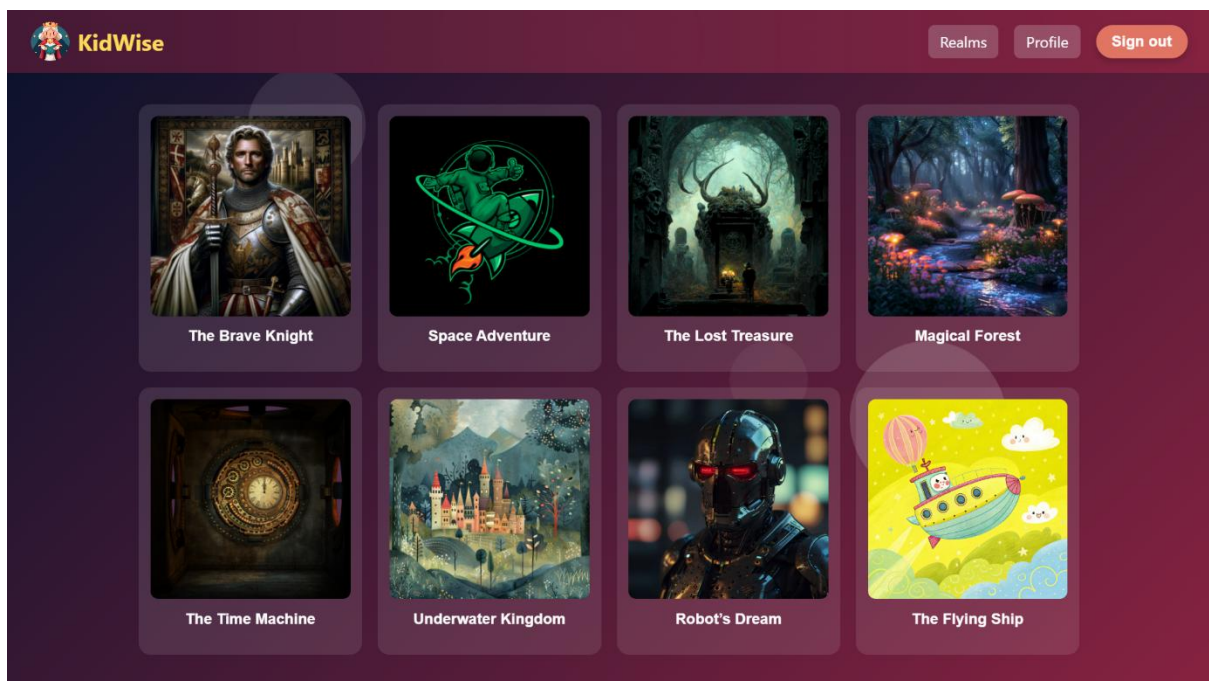 KidWise
Realms
Profile
Sign out
The Brave Knight
Space Adventure
The Lost Treasure
Magical Forest
The Time Machine
Underwater Kingdom
Robot’s Dream
The Flying Ship